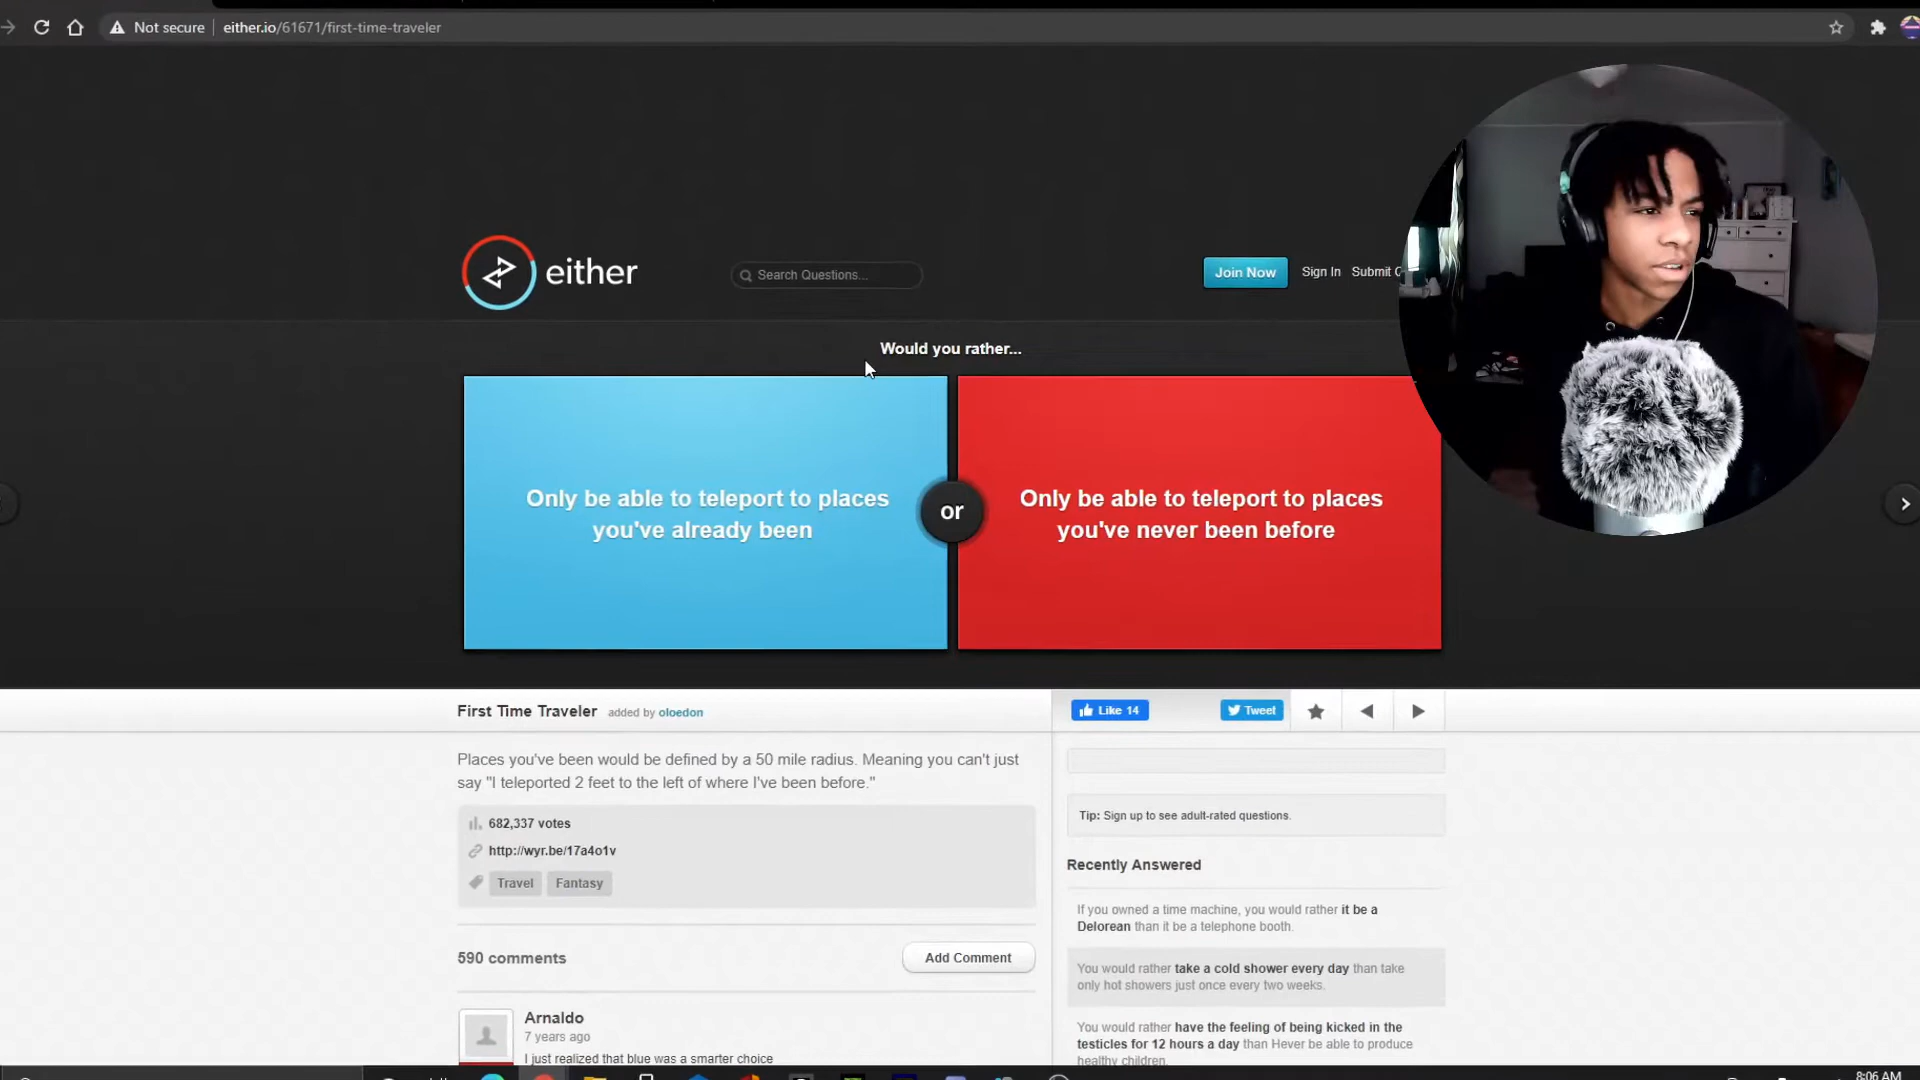 Not secure
either.io/61671/first-time-traveler
either
Search Questions...
Join Now
Sign In
Submit
Would you rather...
Only be able to teleport to places
you've already been
or
Only be able to teleport to places
you've never been before
First Time Traveler added by oloedon
Like 14
Tweet
Places you've been would be defined by a 50 mile radius. Meaning you can't just
say "I teleported 2 feet to the left of where I've been before."
682,337 votes
http://wyr.be/17a4o1v
Travel
Fantasy
590 comments
Add Comment
Arnaldo
7 years ago
I just realized that blue was a smarter choice
Tip: Sign up to see adult-rated questions.
Recently Answered
If you owned a time machine, you would rather it be a
Delorean than it be a telephone booth.
You would rather take a cold shower every day than take
only hot showers just once every two weeks.
You would rather have the feeling of being kicked in the
testicles for 12 hours a day than Hever be able to produce
healthy children.
8:06 AM